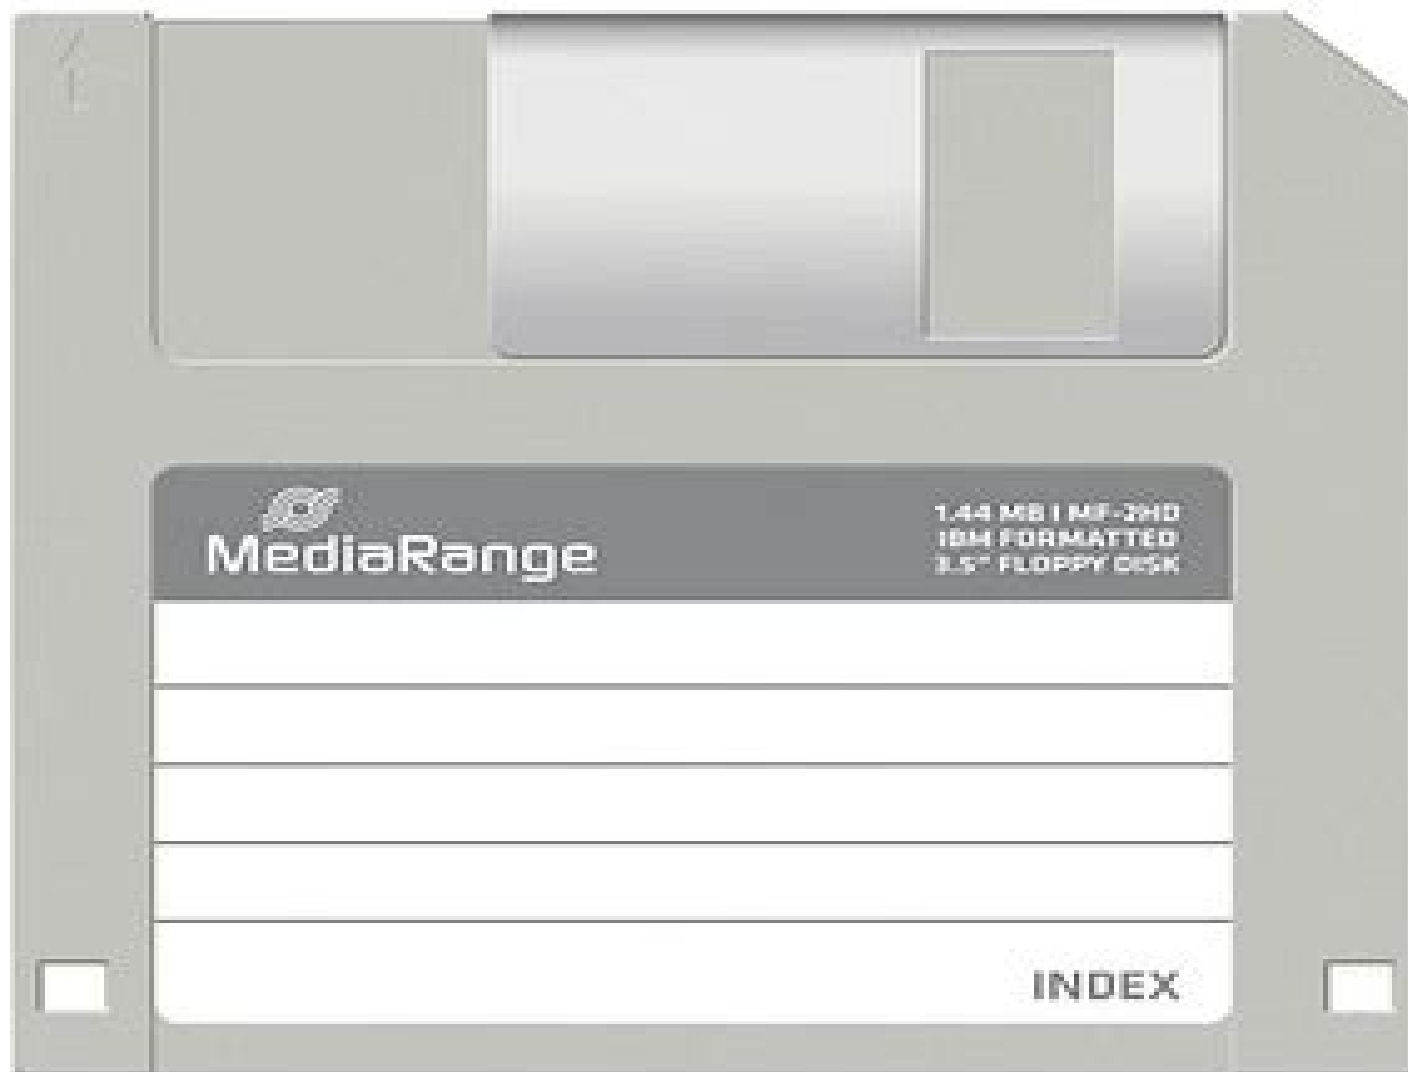 MediaRange
1.44 MB | MF-2HD
IBM FORMATTED
3.5" FLOPPY DISK
INDEX